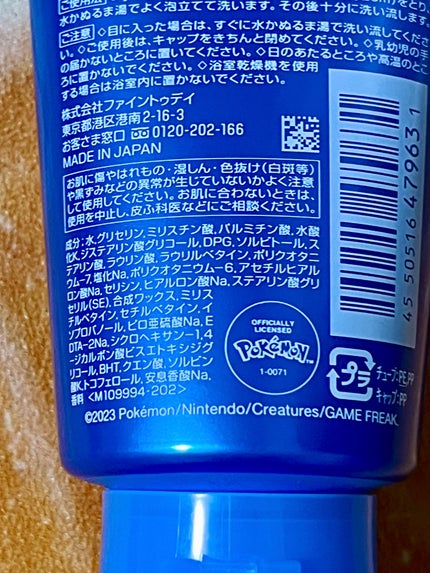 水かぬるま湯でよく泡立てて洗います。その後十分に洗い流します。
ご注意 ◇目に入った場合は、すぐに水かぬるま湯で洗い流してくださ
い。◇ご使用後は、キャップをきちんと閉めてください。◇乳幼児の手
の届かないところに置いてください。◇日のあたるところや高温のとこ
ろに置かないでください。◇浴室乾燥機を使用
する場合は浴室内に置かないでください。
株式会社ファイントゥデイ
東京都港区港南2-16-3
お客さま窓口 0120-202-166
MADE IN JAPAN
お肌に傷やはれもの・湿しん・色抜け(白斑等)
や黒ずみなどの異常が生じていないかよく注意
して使用してください。お肌に合わないときは、
使用を中止し、皮ふ科医などにご相談ください。
成分:水,グリセリン,ミリスチン酸,パルミチン酸,水酸
化K,ジステアリン酸グリコール,DPG,ソルビトール,ス
テアリン酸,ラウリン酸,ラウリルベタイン,ポリクオタニ
ウム-7,塩化Na,ポリクオタニウム-6,アセチルヒアル
ロン酸Na,セリシン,ヒアルロン酸Na,ステアリン酸グリ
セリル(SE),合成ワックス,ミリス
チルベタイン,セチルベタイン,イ
ソプロパノール,ピロ亜硫酸Na,E
DTA-2Na,シクロヘキサン-1,4
-ジカルボン酸ビスエトキシジグ
リコール,BHT,クエン酸,ソルビン
酸K,トコフェロール,安息香酸Na,
香料 <M109994-202>
OFFICIALLY
LICENSED
Pokémon
TM
1-0071
4 550516 479631
プラ
チューブ:PE,PP
キャップ:PP
©2023 Pokémon/Nintendo/Creatures/GAME FREAK.